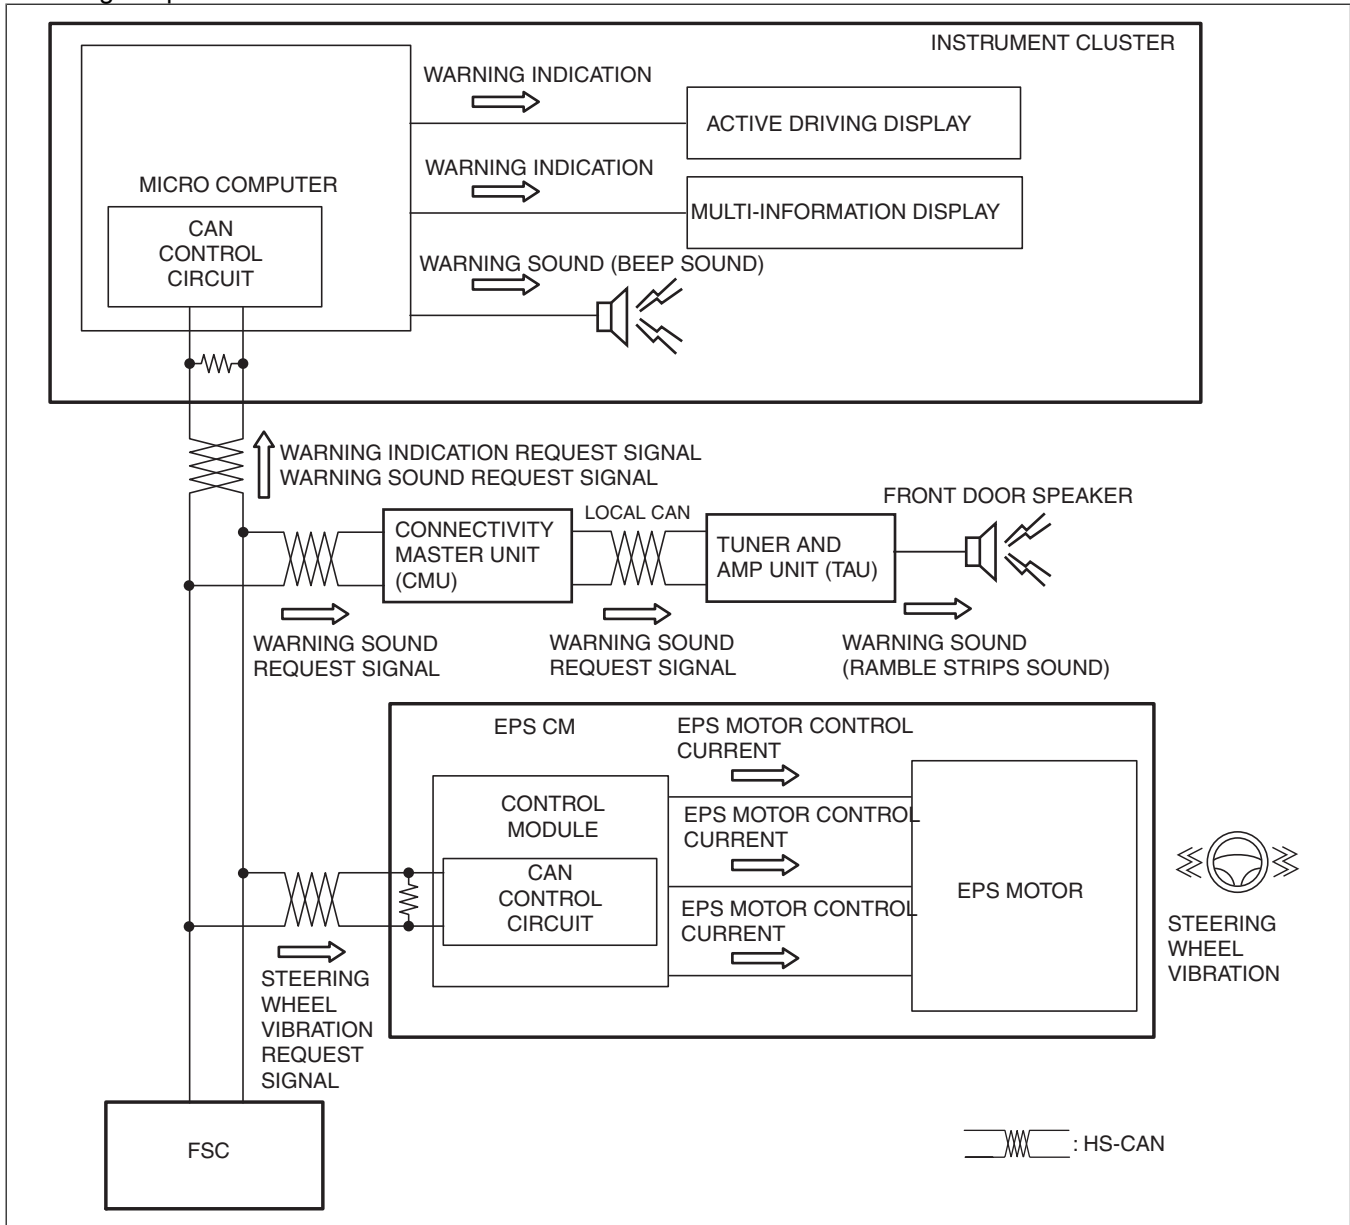 INSTRUMENT CLUSTER
WARNING INDICATION
ACTIVE DRIVING DISPLAY
WARNING INDICATION
MICRO COMPUTER
MULTI-INFORMATION DISPLAY
CAN
CONTROL
CIRCUIT
WARNING SOUND (BEEP SOUND)
WARNING INDICATION REQUEST SIGNAL
WARNING SOUND REQUEST SIGNAL
FRONT DOOR SPEAKER
LOCAL CAN
CONNECTIVITY
MASTER UNIT
(CMU)
TUNER AND
AMP UNIT (TAU)
WARNING SOUND
REQUEST SIGNAL
WARNING SOUND
REQUEST SIGNAL
WARNING SOUND
(RAMBLE STRIPS SOUND)
EPS CM
EPS MOTOR CONTROL
CURRENT
CONTROL
MODULE
EPS MOTOR CONTROL
CURRENT
CAN
CONTROL
CIRCUIT
EPS MOTOR CONTROL
CURRENT
EPS MOTOR
STEERING
WHEEL
VIBRATION
STEERING
WHEEL
VIBRATION
REQUEST
SIGNAL
FSC
: HS-CAN